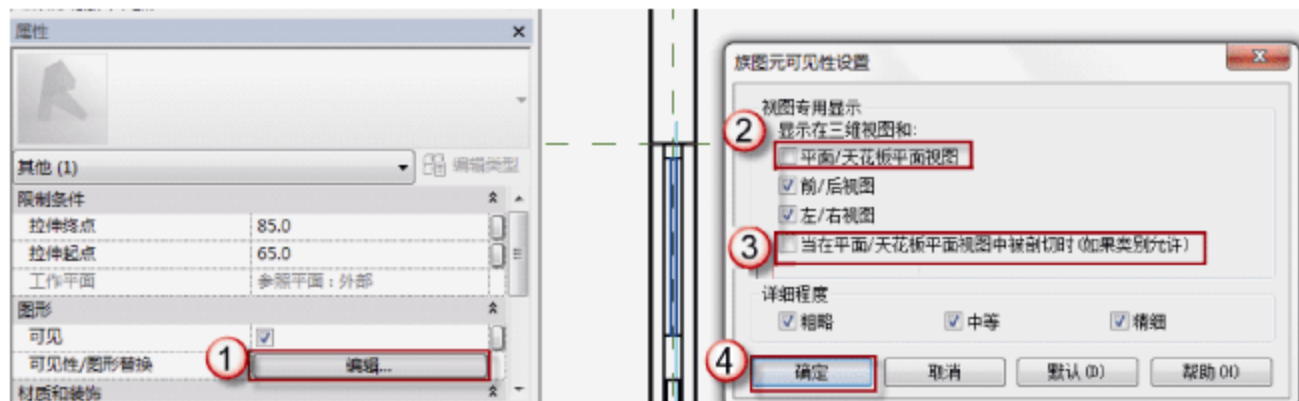 属性
其他 (1)
编辑类型
限制条件
拉伸终点 85.0
拉伸起点 65.0
工作平面 参照平面：外部
图形
可见
可见性/图形替换 编辑...
材质和装饰
①
族图元可见性设置
视图专用显示
② 显示在三维视图和:
平面/天花板平面视图
前/后视图
左/右视图
③ 当在平面/天花板平面视图中被剖切时(如果类别允许)
详细程度
粗略 中等 精细
④ 确定 取消 默认(D) 帮助(H)